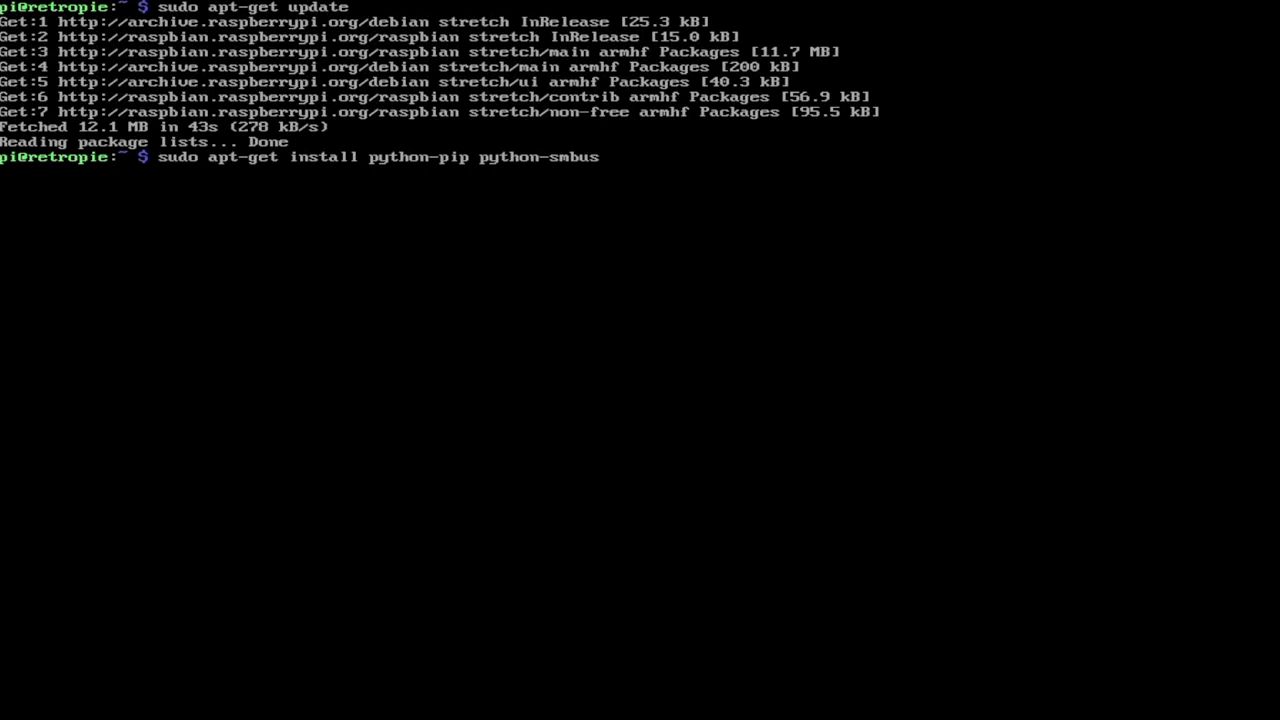 pi@retropie:~ $ sudo apt-get update
Get:1 http://archive.raspberrypi.org/debian stretch InRelease [25.3 kB]
Get:2 http://raspbian.raspberrypi.org/raspbian stretch InRelease [15.0 kB]
Get:3 http://raspbian.raspberrypi.org/raspbian stretch/main armhf Packages [11.7 MB]
Get:4 http://archive.raspberrypi.org/debian stretch/main armhf Packages [200 kB]
Get:5 http://archive.raspberrypi.org/debian stretch/ui armhf Packages [40.3 kB]
Get:6 http://raspbian.raspberrypi.org/raspbian stretch/contrib armhf Packages [56.9 kB]
Get:7 http://raspbian.raspberrypi.org/raspbian stretch/non-free armhf Packages [95.5 kB]
Fetched 12.1 MB in 43s (278 kB/s)
Reading package lists... Done
pi@retropie:~ $ sudo apt-get install python-pip python-smbus